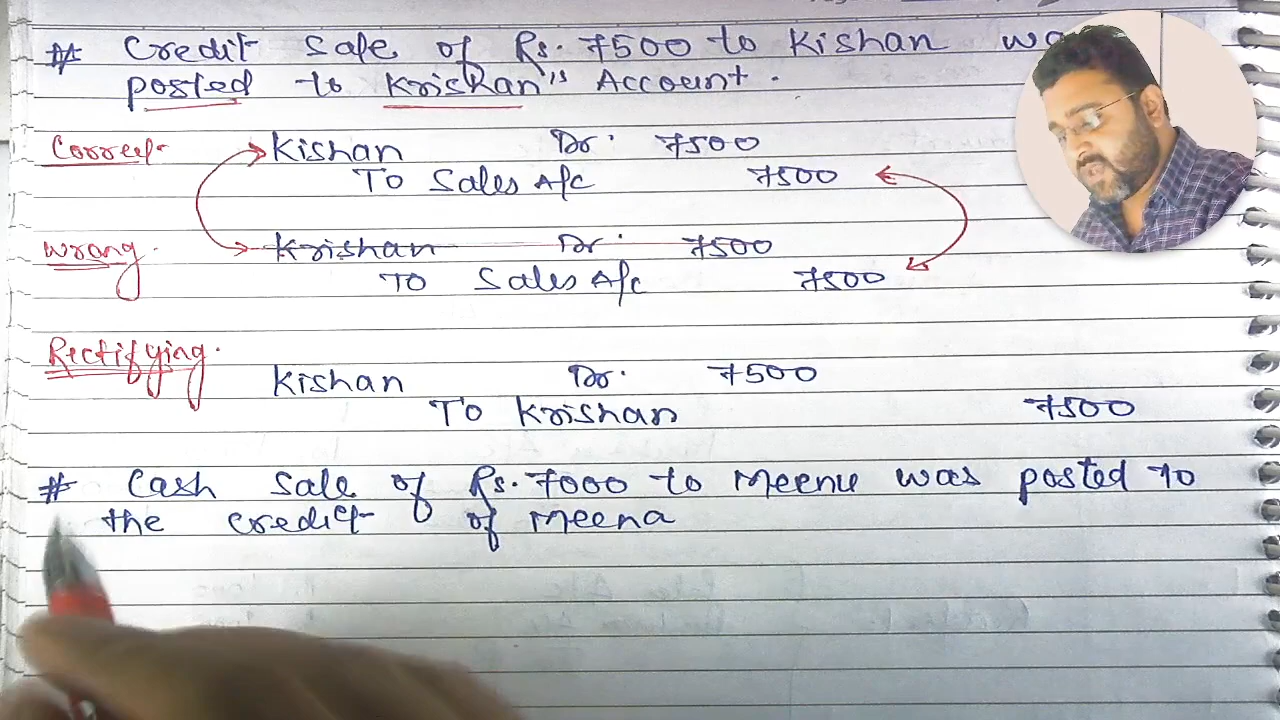 # Credit Sale of Rs. 7500 to Kishan
posted to Krishan's Account.
Correct Kishan Dr. 7500
To Sales A/c 7500
Wrang. Krishan Dr. 7500
To Sales A/c 7500
Rectifying.
Kishan Dr. 7500
To Krishan 7500
# Cash Sale of Rs. 7000 to Meenu was posted to
the credit of Meena